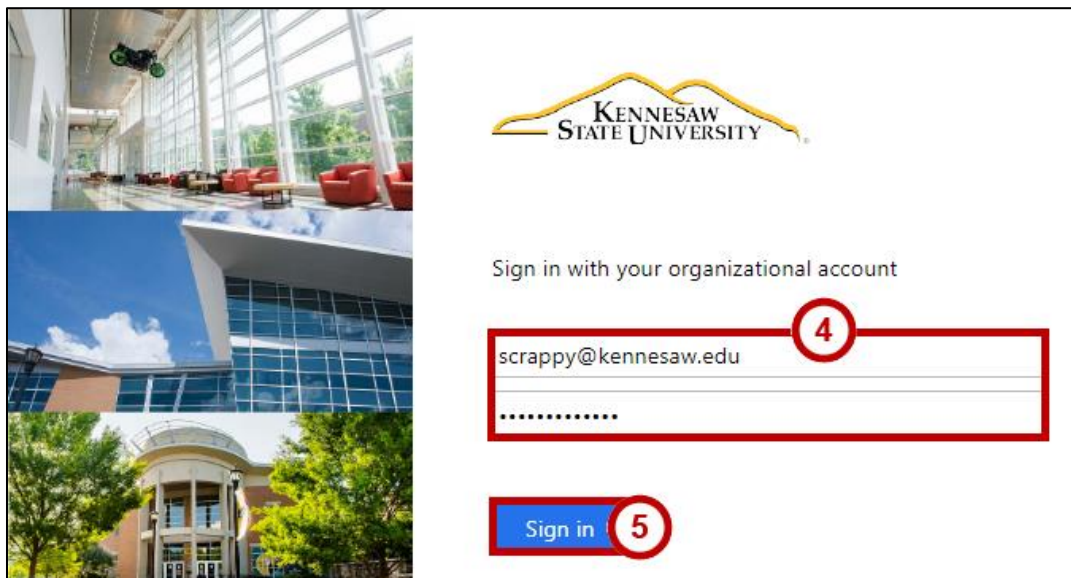 KENNESAW
STATE UNIVERSITY
Sign in with your organizational account
4
scrappy@kennesaw.edu
•••••••••••••
Sign in
5